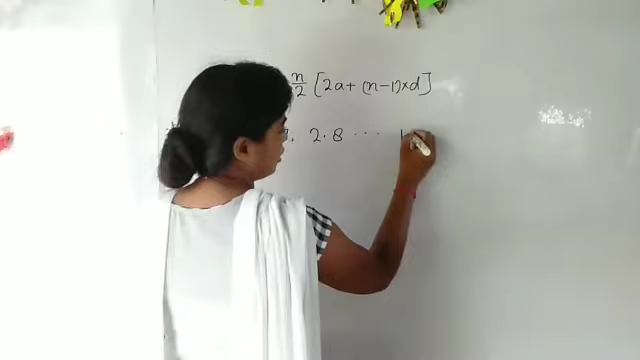 n/2 [2a + (n-1)×d]
2.8 ...